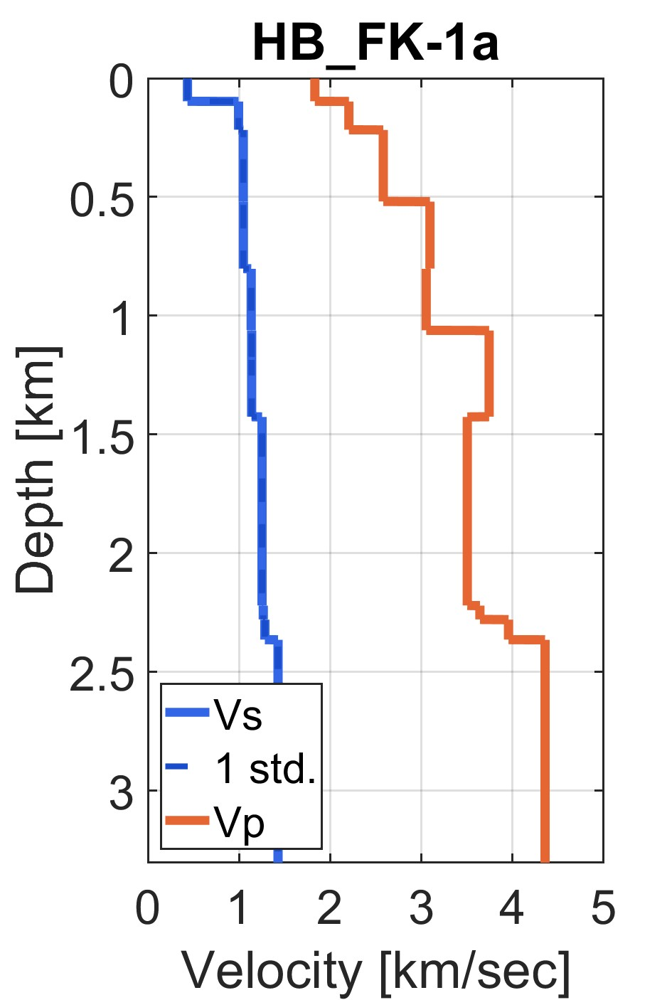 HB_FK-1a
0
0.5
1
1.5
2
2.5
3
Depth [km]
Vs
1 std.
Vp
0 1 2 3 4 5
Velocity [km/sec]